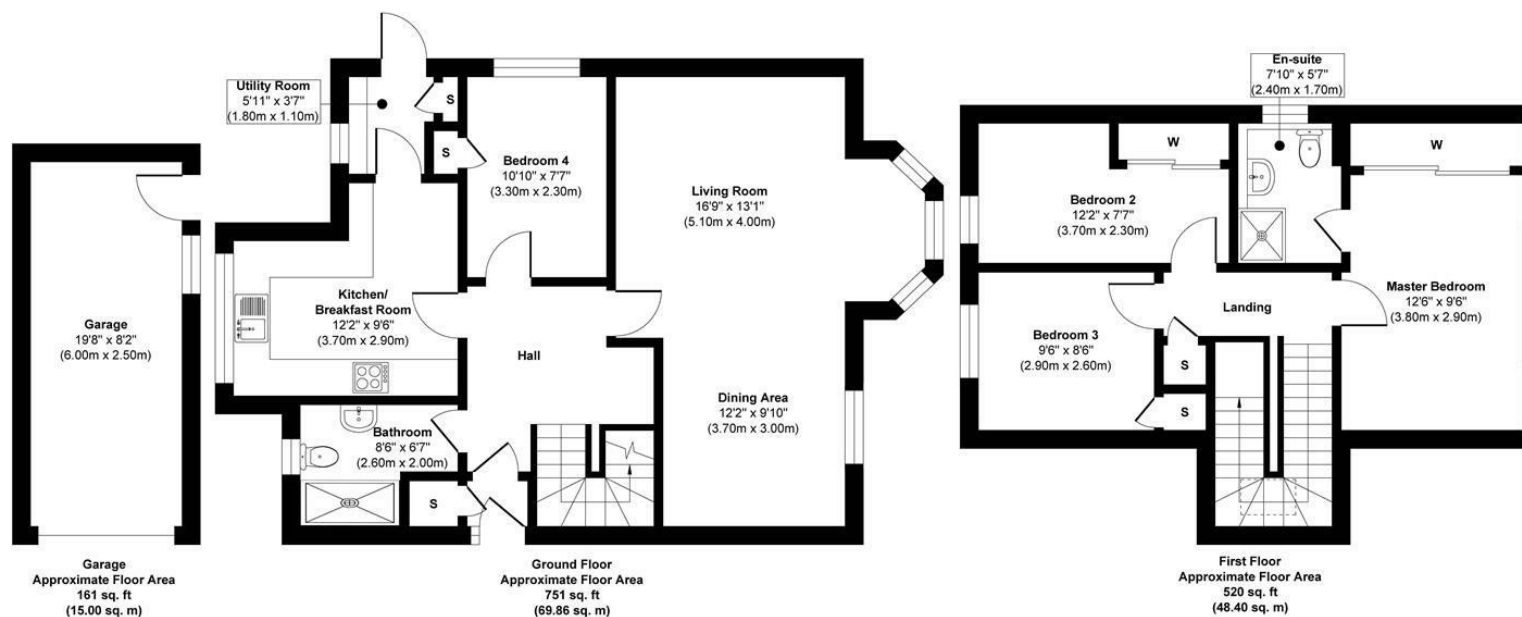 Garage
19'8" x 8'2"
(6.00m x 2.50m)
Garage
Approximate Floor Area
161 sq. ft
(15.00 sq. m)
Utility Room
5'11" x 3'7"
(1.80m x 1.10m)
S
S
Bedroom 4
10'10" x 7'7"
(3.30m x 2.30m)
Living Room
16'9" x 13'1"
(5.10m x 4.00m)
Kitchen/
Breakfast Room
12'2" x 9'6"
(3.70m x 2.90m)
Hall
Dining Area
12'2" x 9'10"
(3.70m x 3.00m)
Bathroom
8'6" x 6'7"
(2.60m x 2.00m)
S
Ground Floor
Approximate Floor Area
751 sq. ft
(69.86 sq. m)
En-suite
7'10" x 5'7"
(2.40m x 1.70m)
W
W
Bedroom 2
12'2" x 7'7"
(3.70m x 2.30m)
Master Bedroom
12'6" x 9'6"
(3.80m x 2.90m)
Landing
Bedroom 3
9'6" x 8'6"
(2.90m x 2.60m)
S
S
First Floor
Approximate Floor Area
520 sq. ft
(48.40 sq. m)